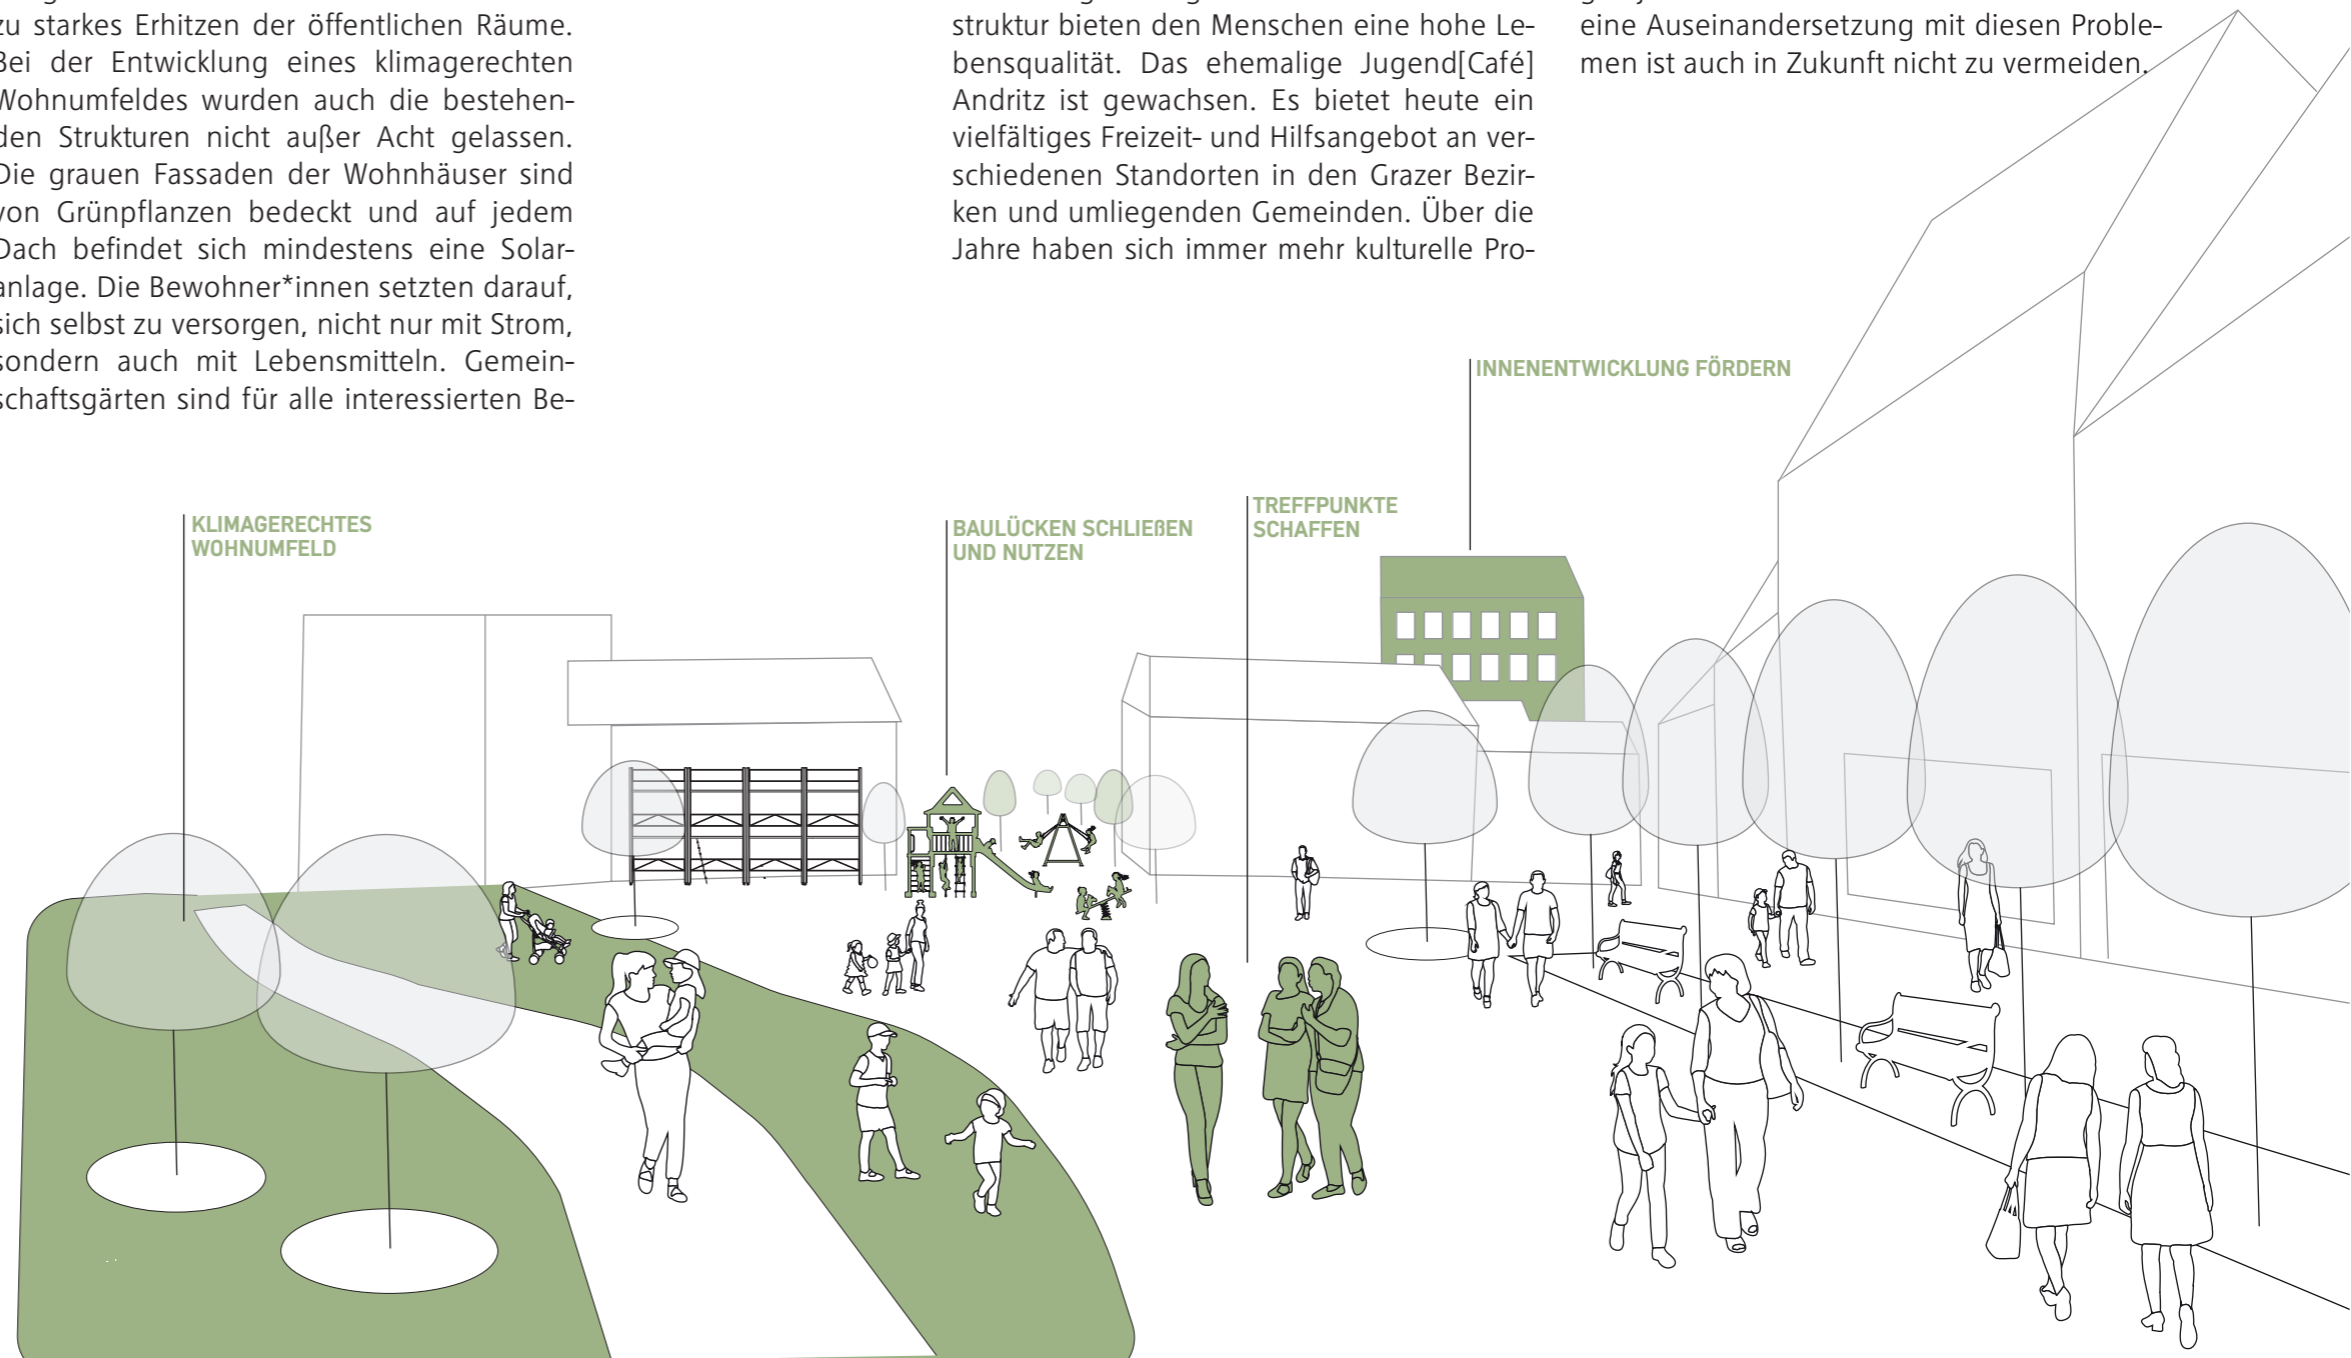 zu starkes Erhitzen der öffentlichen Räume.
Bei der Entwicklung eines klimagerechten
Wohnumfeldes wurden auch die bestehen-
den Strukturen nicht außer Acht gelassen.
Die grauen Fassaden der Wohnhäuser sind
von Grünpflanzen bedeckt und auf jedem
Dach befindet sich mindestens eine Solar-
anlage. Die Bewohner*innen setzten darauf,
sich selbst zu versorgen, nicht nur mit Strom,
sondern auch mit Lebensmitteln. Gemein-
schaftsgärten sind für alle interessierten Be-
struktur bieten den Menschen eine hohe Le-
bensqualität. Das ehemalige Jugend[Café]
Andritz ist gewachsen. Es bietet heute ein
vielfältiges Freizeit- und Hilfsangebot an ver-
schiedenen Standorten in den Grazer Bezir-
ken und umliegenden Gemeinden. Über die
Jahre haben sich immer mehr kulturelle Pro-
eine Auseinandersetzung mit diesen Proble-
men ist auch in Zukunft nicht zu vermeiden.
INNENENTWICKLUNG FÖRDERN
KLIMAGERECHTES
WOHNUMFELD
BAULÜCKEN SCHLIEßEN
UND NUTZEN
TREFFPUNKTE
SCHAFFEN